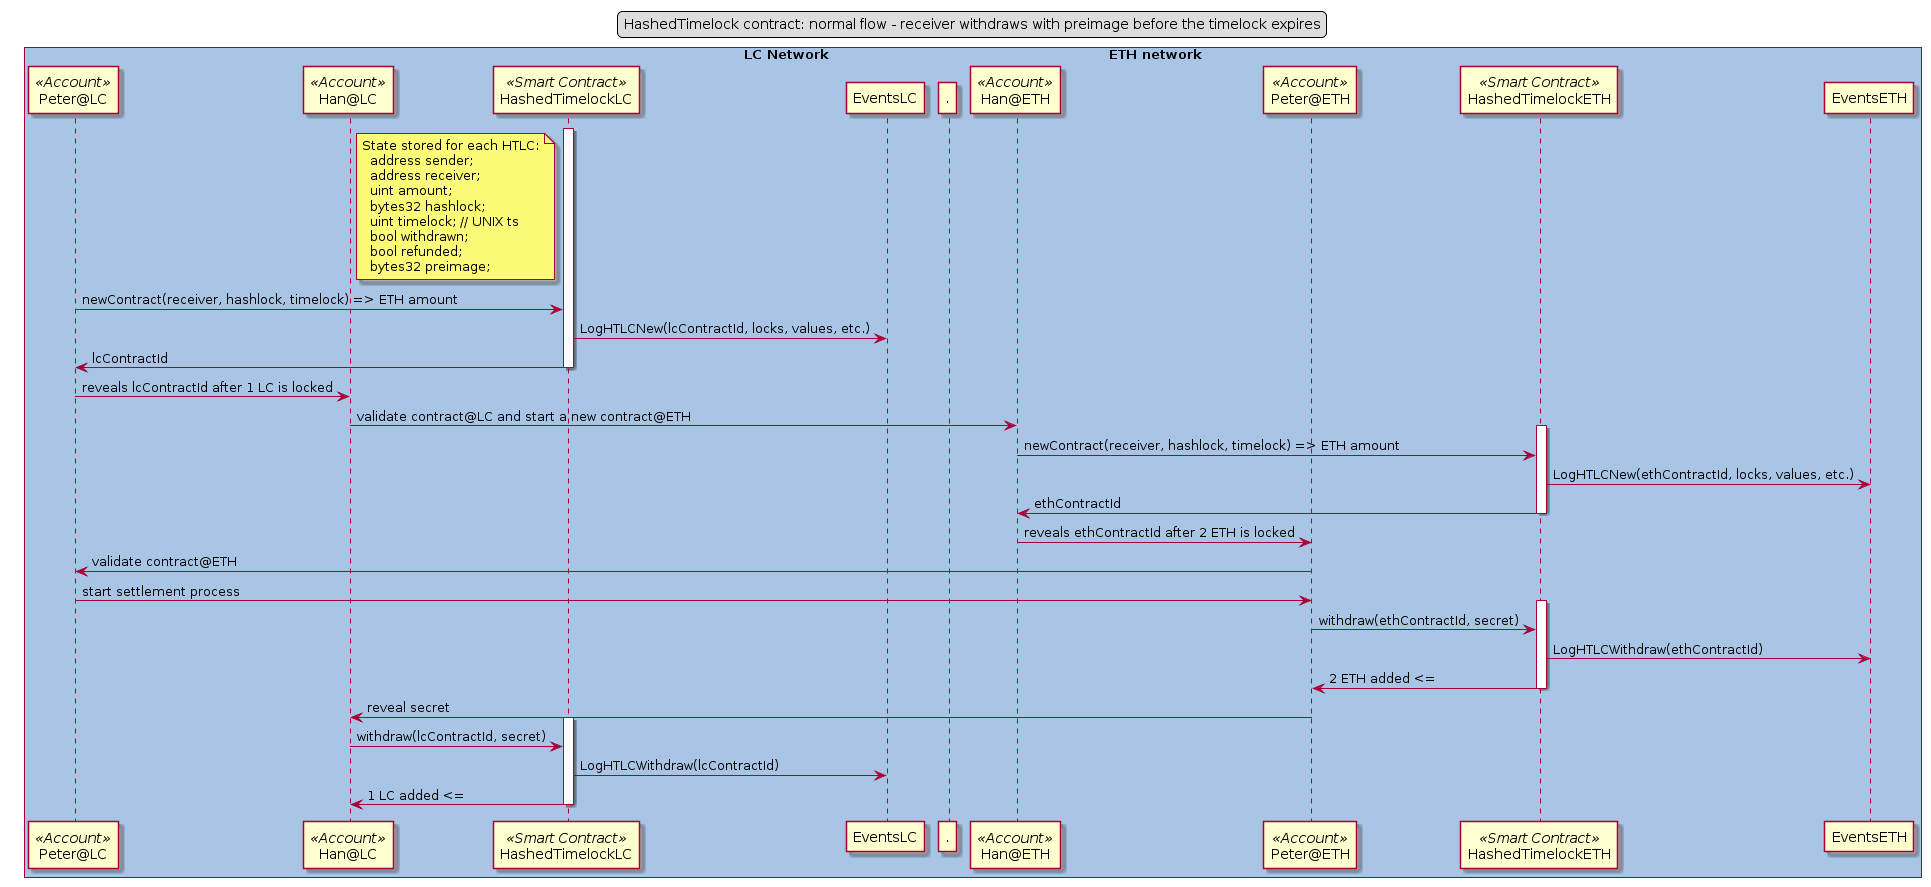 HashedTimelock contract: normal flow - receiver withdraws with preimage before the timelock expires
LC Network
ETH network
«Account»
Peter@LC
«Account»
Han@LC
«Smart Contract»
HashedTimelockLC
EventsLC
.
«Account»
Han@ETH
«Account»
Peter@ETH
«Smart Contract»
HashedTimelockETH
EventsETH
State stored for each HTLC:
address sender;
address receiver;
uint amount;
bytes32 hashlock;
uint timelock; // UNIX ts
bool withdrawn;
bool refunded;
bytes32 preimage;
newContract(receiver, hashlock, timelock) => ETH amount
LogHTLCNew(lcContractId, locks, values, etc.)
lcContractId
reveals lcContractId after 1 LC is locked
validate contract@LC and start a new contract@ETH
newContract(receiver, hashlock, timelock) => ETH amount
LogHTLCNew(ethContractId, locks, values, etc.)
ethContractId
reveals ethContractId after 2 ETH is locked
validate contract@ETH
start settlement process
withdraw(ethContractId, secret)
LogHTLCWithdraw(ethContractId)
2 ETH added <=
reveal secret
withdraw(lcContractId, secret)
LogHTLCWithdraw(lcContractId)
1 LC added <=
«Account»
Peter@LC
«Account»
Han@LC
«Smart Contract»
HashedTimelockLC
EventsLC
.
«Account»
Han@ETH
«Account»
Peter@ETH
«Smart Contract»
HashedTimelockETH
EventsETH